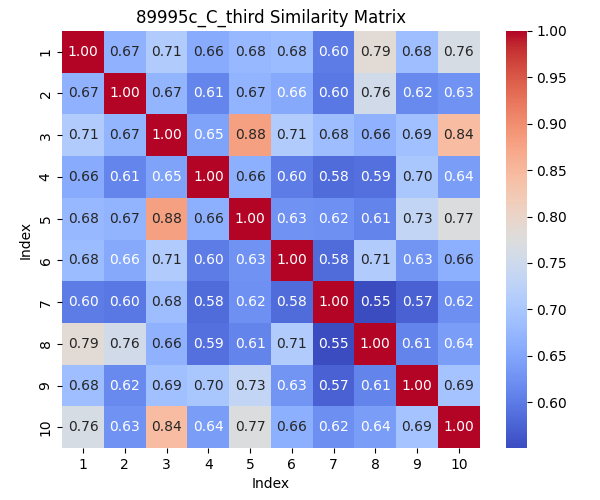 89995c_C_third Similarity Matrix
1 1.00 0.67 0.71 0.66 0.68 0.68 0.60 0.79 0.68 0.76
2 0.67 1.00 0.67 0.61 0.67 0.66 0.60 0.76 0.62 0.63
3 0.71 0.67 1.00 0.65 0.88 0.71 0.68 0.66 0.69 0.84
4 0.66 0.61 0.65 1.00 0.66 0.60 0.58 0.59 0.70 0.64
5 0.68 0.67 0.88 0.66 1.00 0.63 0.62 0.61 0.73 0.77
6 0.68 0.66 0.71 0.60 0.63 1.00 0.58 0.71 0.63 0.66
7 0.60 0.60 0.68 0.58 0.62 0.58 1.00 0.55 0.57 0.62
8 0.79 0.76 0.66 0.59 0.61 0.71 0.55 1.00 0.61 0.64
9 0.68 0.62 0.69 0.70 0.73 0.63 0.57 0.61 1.00 0.69
10 0.76 0.63 0.84 0.64 0.77 0.66 0.62 0.64 0.69 1.00
1 2 3 4 5 6 7 8 9 10
Index
Index
1.00
0.95
0.90
0.85
0.80
0.75
0.70
0.65
0.60